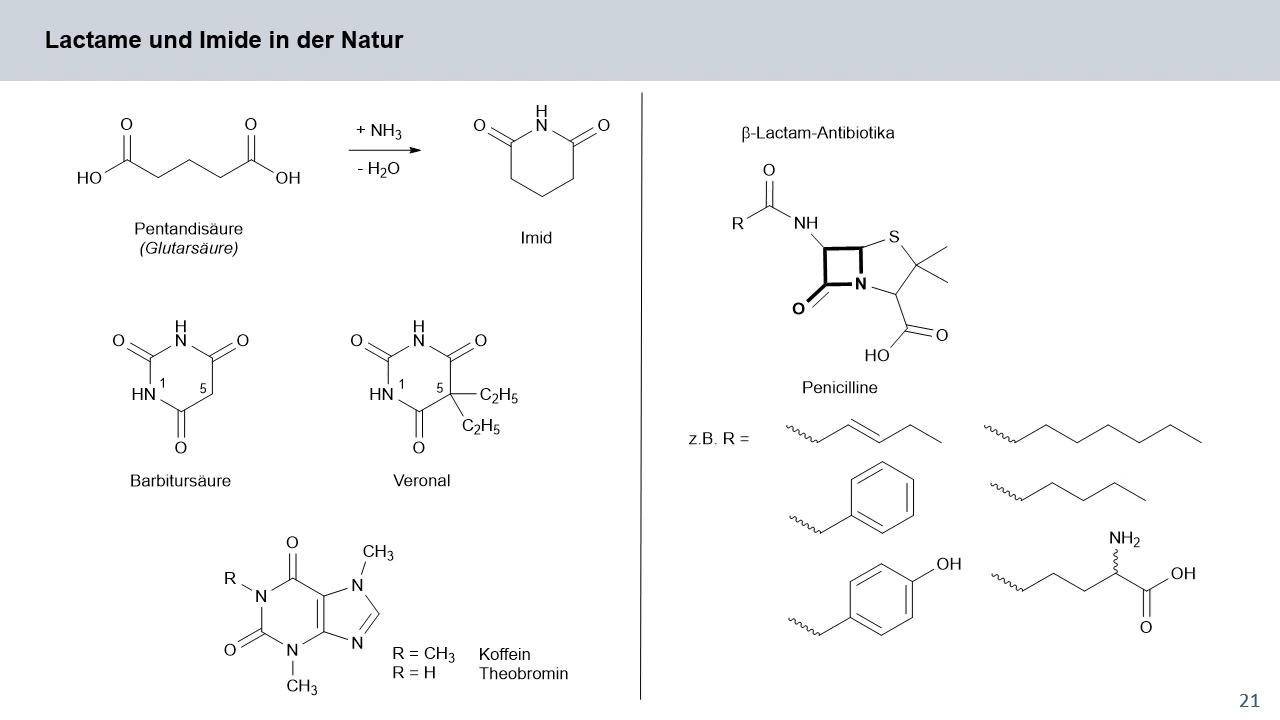 Lactame und Imide in der Natur
O
O
HO
OH
+ NH₃
- H₂O
H
N
O
O
Pentandisäure
(Glutarsäure)
Imid
H
N
O
O
HN
1
5
O
Barbitursäure
H
N
O
O
HN
1
5
C₂H₅
C₂H₅
O
Veronal
O
CH₃
R
N
N
O
N
N
CH₃
R = CH₃ Koffein
R = H Theobromin
β-Lactam-Antibiotika
O
R
NH
S
N
O
O
HO
Penicilline
z.B. R =
OH
NH₂
OH
O
21